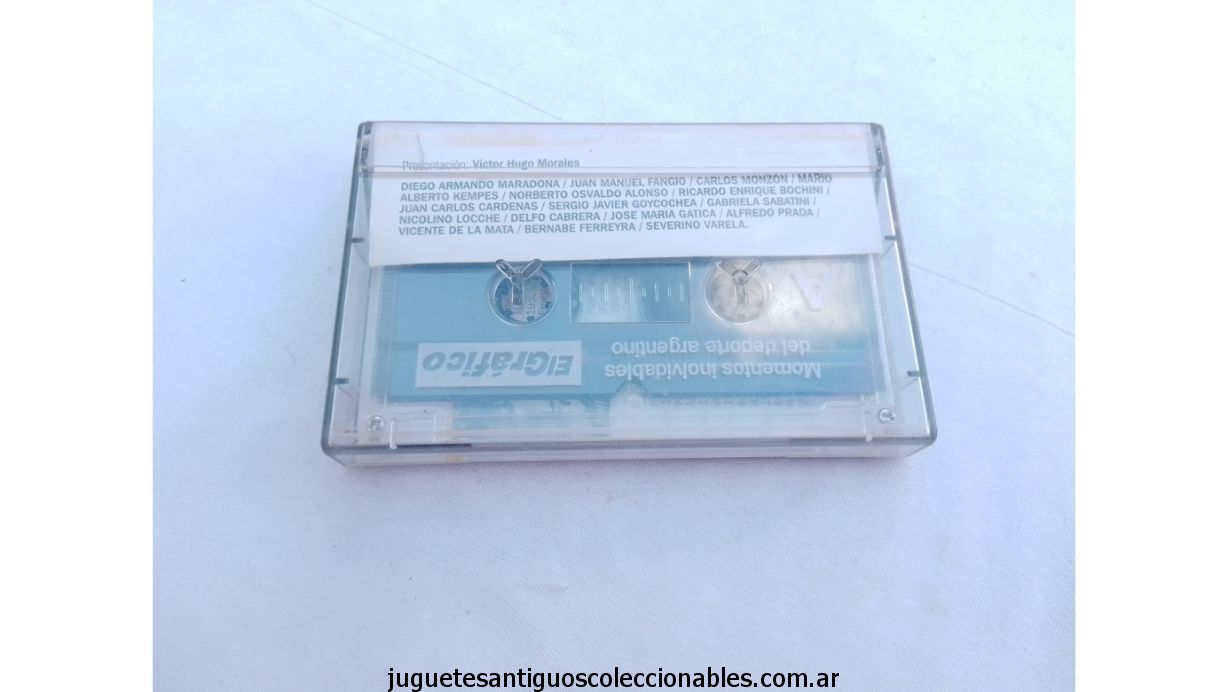 Presentación: Victor Hugo Morales
DIEGO ARMANDO MARADONA / JUAN MANUEL FANGIO / CARLOS MONZON / MARIO
ALBERTO KEMPES / NORBERTO OSVALDO ALONSO / RICARDO ENRIQUE BOCHINI /
JUAN CARLOS CARDENAS / SERGIO JAVIER GOYCOCHEA / GABRIELA SABATINI /
NICOLINO LOCCHE / DELFO CABRERA / JOSE MARIA GATICA / ALFREDO PRADA /
VICENTE DE LA MATA / BERNABE FERREYRA / SEVERINO VARELA.
A
Momentos inolvidables
del deporte argentino
El Gráfico
juguetesantiguoscoleccionables.com.ar